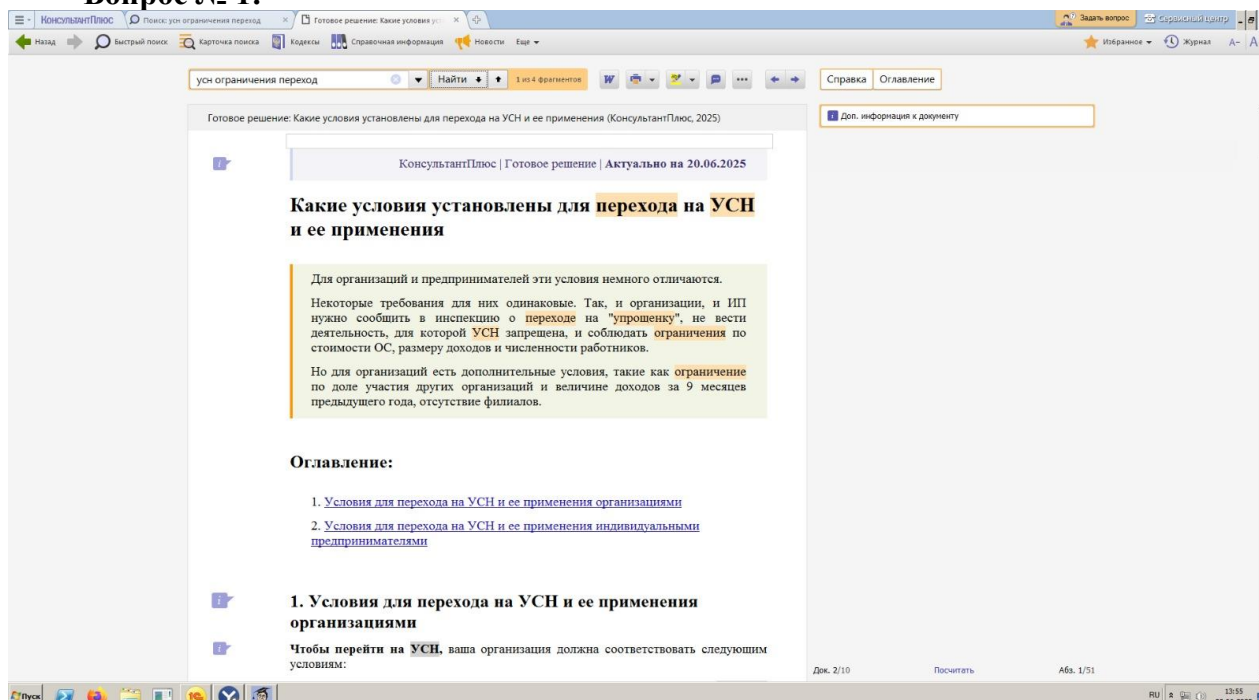 Вопрос № 1.
КонсультантПлюс Поиск: усн ограничения переход × Готовое решение: Какие условия ус × Задать вопрос Сервисный центр
Назад Быстрый поиск Карточка поиска Кодексы Справочная информация Новости Еще Избранное Журнал А- А
усн ограничения переход Найти 1 из 4 фрагментов W ... Справка Оглавление
Готовое решение: Какие условия установлены для перехода на УСН и ее применения (КонсультантПлюс, 2025)
i Доп. информация к документу
КонсультантПлюс | Готовое решение | Актуально на 20.06.2025
Какие условия установлены для перехода на УСН
и ее применения
Для организаций и предпринимателей эти условия немного отличаются.
Некоторые требования для них одинаковые. Так, и организации, и ИП
нужно сообщить в инспекцию о переходе на "упрощенку", не вести
деятельность, для которой УСН запрещена, и соблюдать ограничения по
стоимости ОС, размеру доходов и численности работников.
Но для организаций есть дополнительные условия, такие как ограничение
по доле участия других организаций и величине доходов за 9 месяцев
предыдущего года, отсутствие филиалов.
Оглавление:
1. Условия для перехода на УСН и ее применения организациями
2. Условия для перехода на УСН и ее применения индивидуальными
предпринимателями
1. Условия для перехода на УСН и ее применения
организациями
Чтобы перейти на УСН, ваша организация должна соответствовать следующим
условиям:
Док. 2/10 Посчитать Абз. 1/51
Пуск RU 13:55